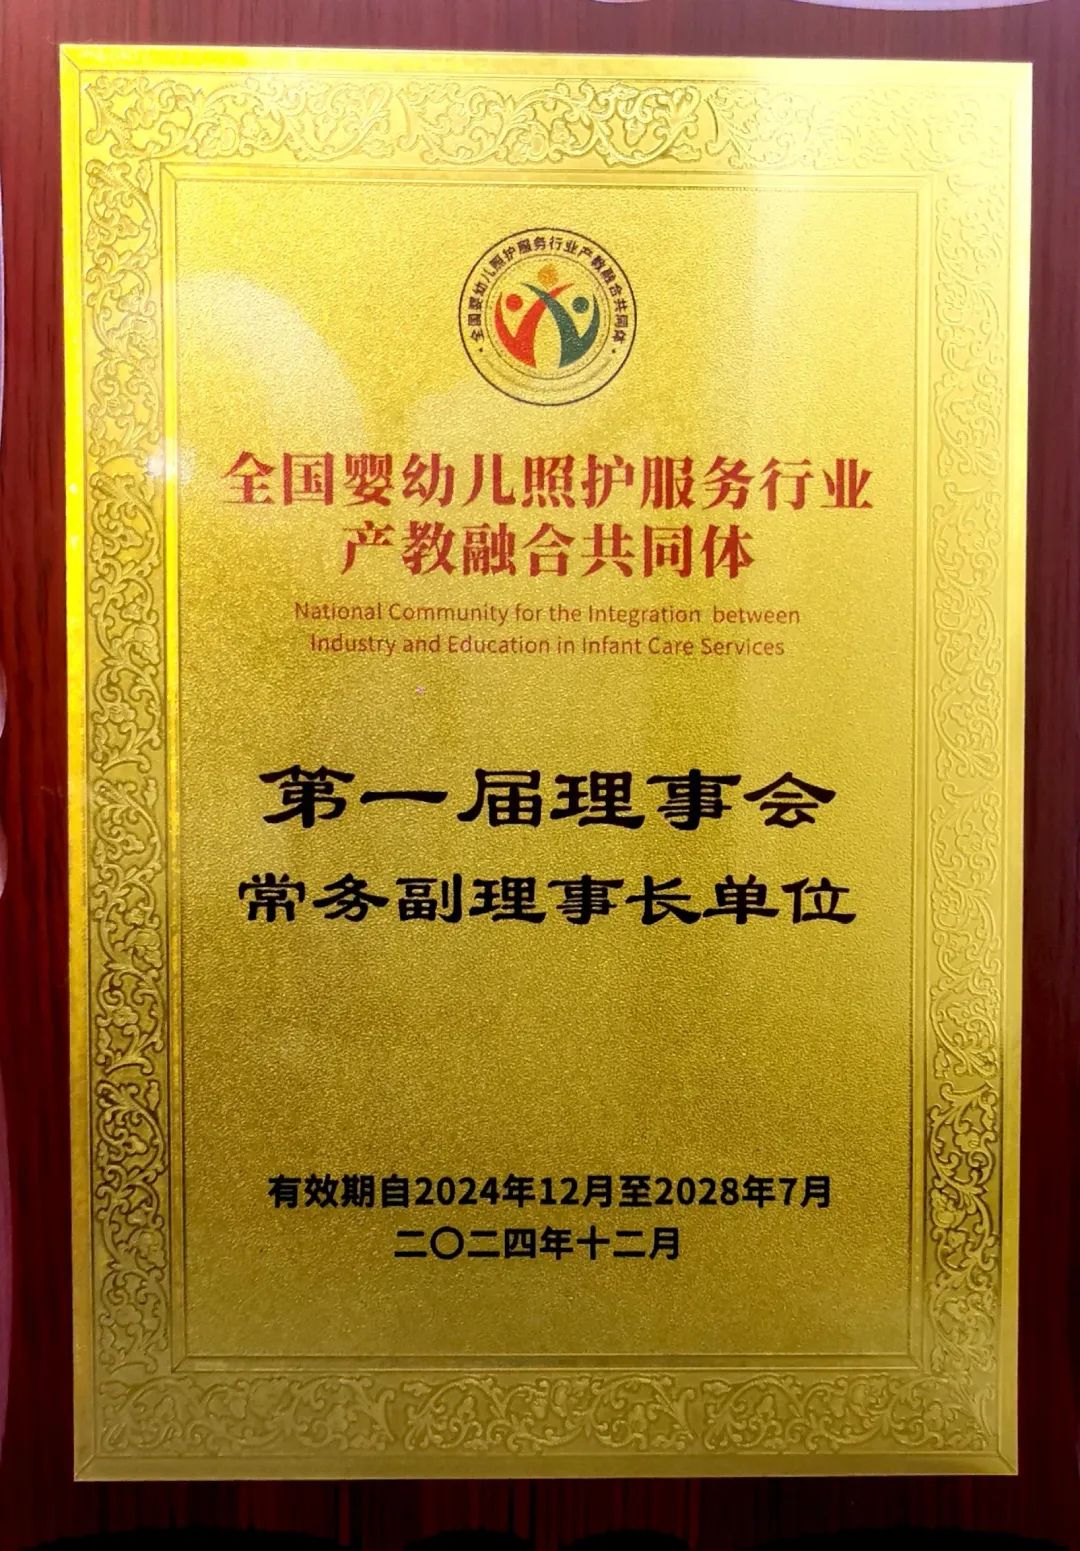 ·全国婴幼儿照护服务行业产教融合共同体·
全国婴幼儿照护服务行业
产教融合共同体
National Community for the Integration between
Industry and Education in Infant Care Services
第一届理事会
常务副理事长单位
有效期自2024年12月至2028年7月
二〇二四年十二月